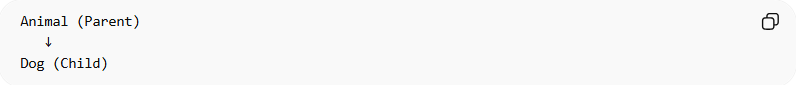 Animal (Parent)
↓
Dog (Child)